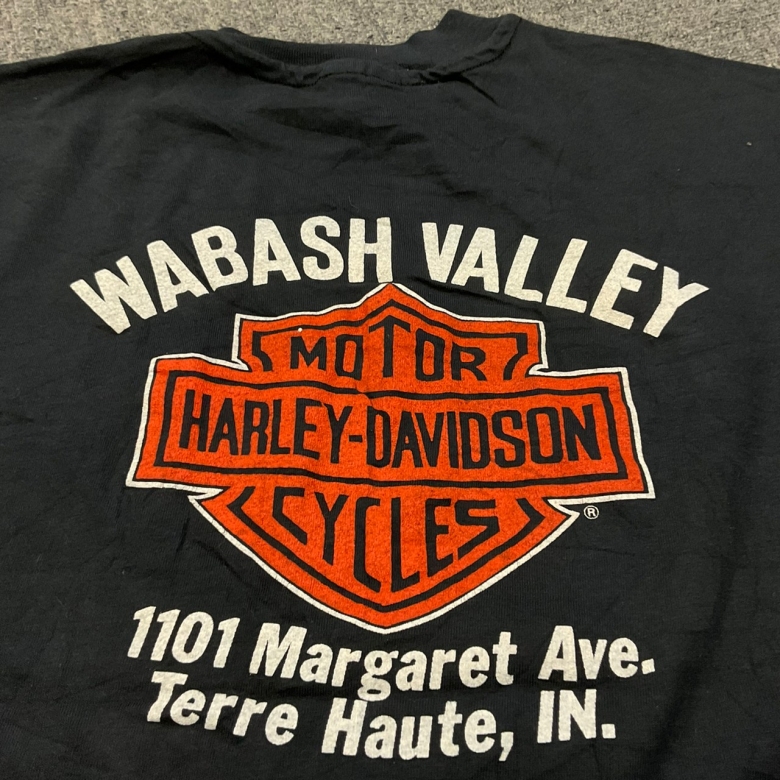 WABASH VALLEY
MOTOR
HARLEY-DAVIDSON
CYCLES
®
1101 Margaret Ave.
Terre Haute, IN.